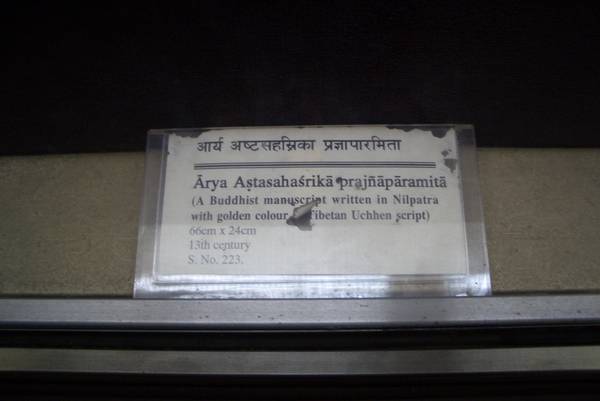 आर्य अष्टसहस्रिका प्रज्ञापारमिता
Ārya Aṣtasahaśrikā prajñāpāramitā
(A Buddhist manuscript written in Nilpatra
with golden colour Tibetan Uchhen script)
66cm x 24cm
13th century
S. No. 223.